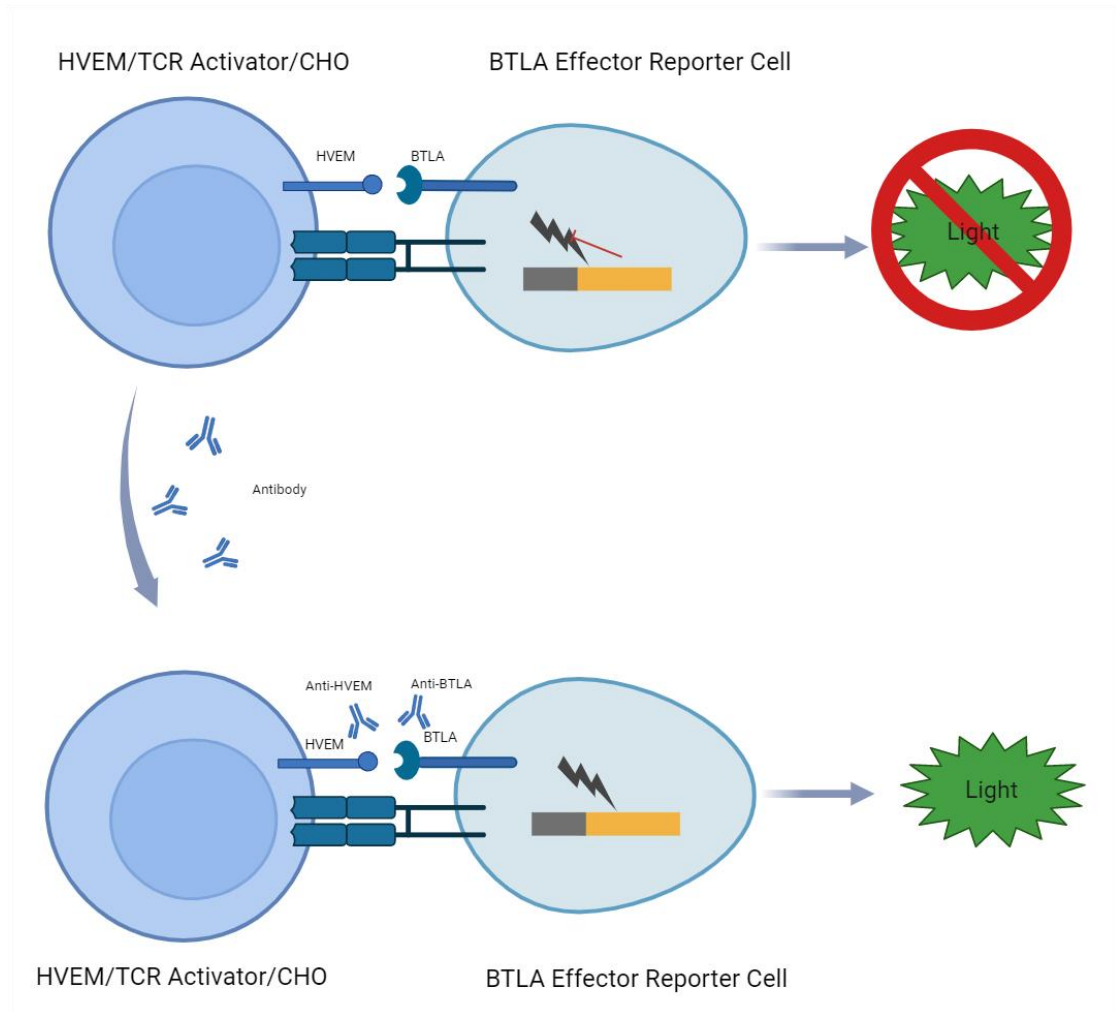 HVEM/TCR Activator/CHO
BTLA Effector Reporter Cell
HVEM
BTLA
Light
Antibody
Anti-HVEM
Anti-BTLA
HVEM
BTLA
Light
HVEM/TCR Activator/CHO
BTLA Effector Reporter Cell